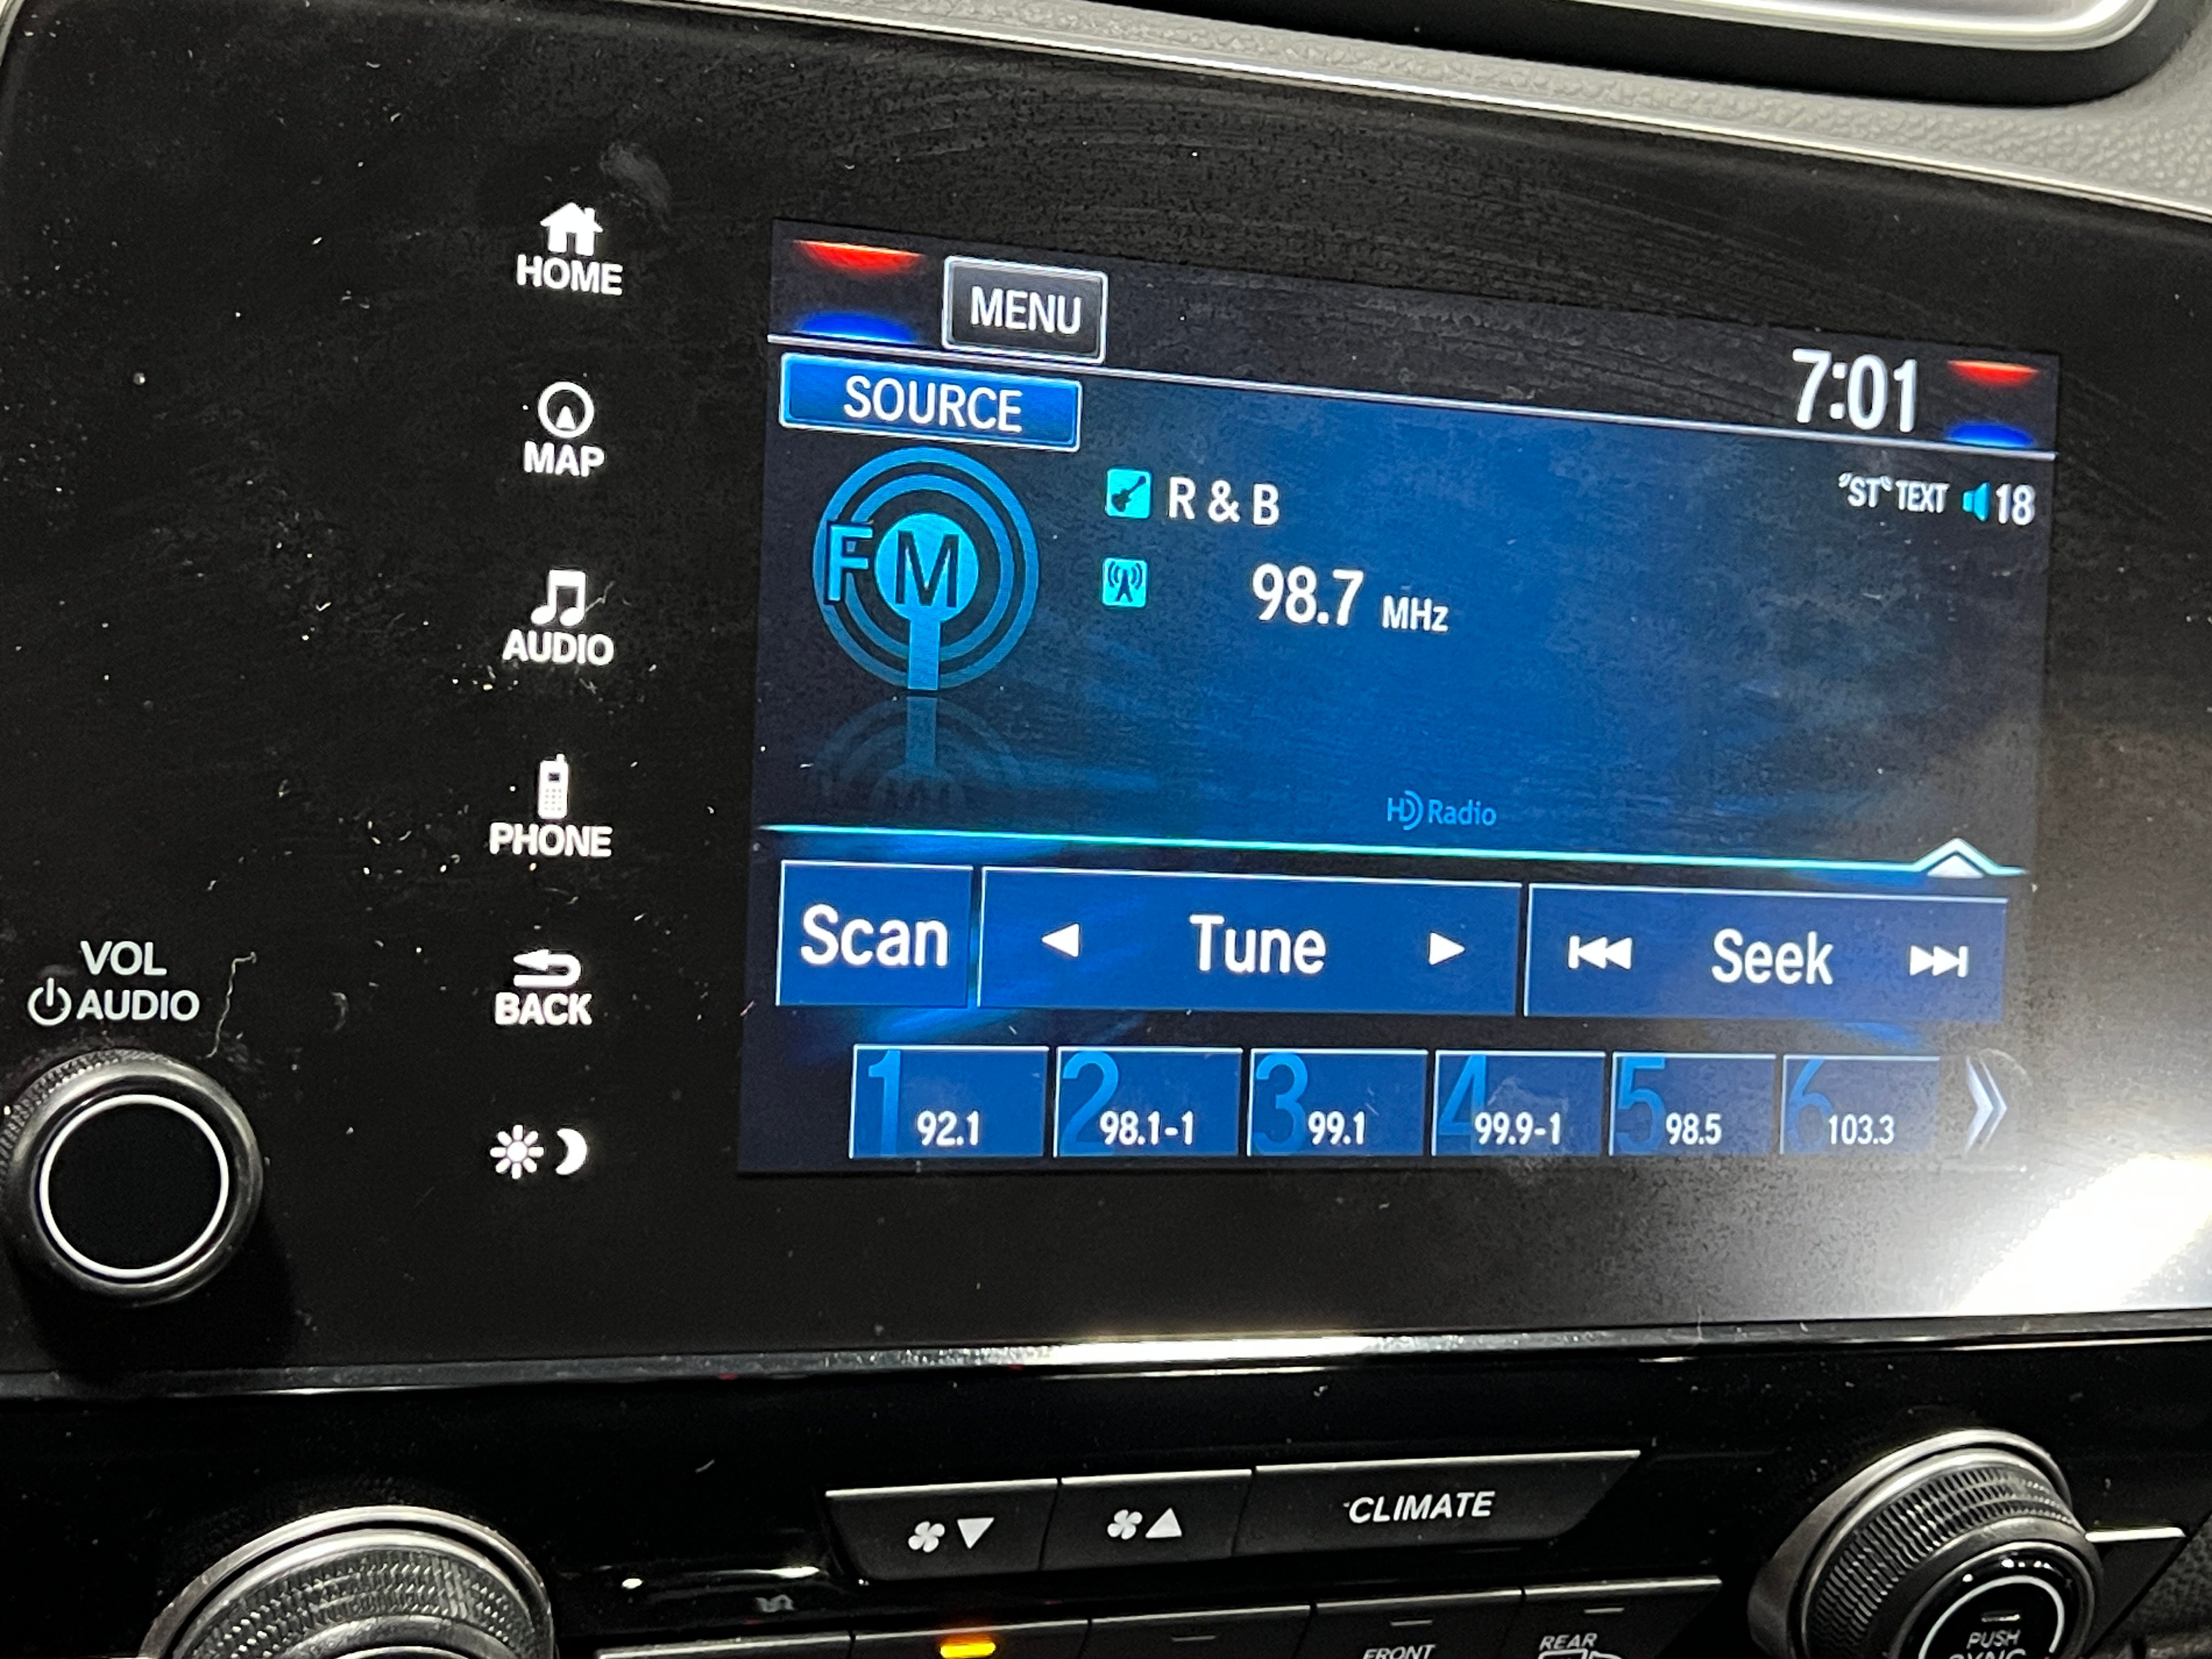 HOME
MENU
7:01
MAP
SOURCE
R & B
"ST" TEXT 18
FM
98.7 MHz
AUDIO
HD Radio
PHONE
Scan
Tune
Seek
VOL
AUDIO
BACK
1 92.1
2 98.1-1
3 99.1
4 99.9-1
5 98.5
6 103.3
CLIMATE
FRONT
REAR
PUSH
SYNC